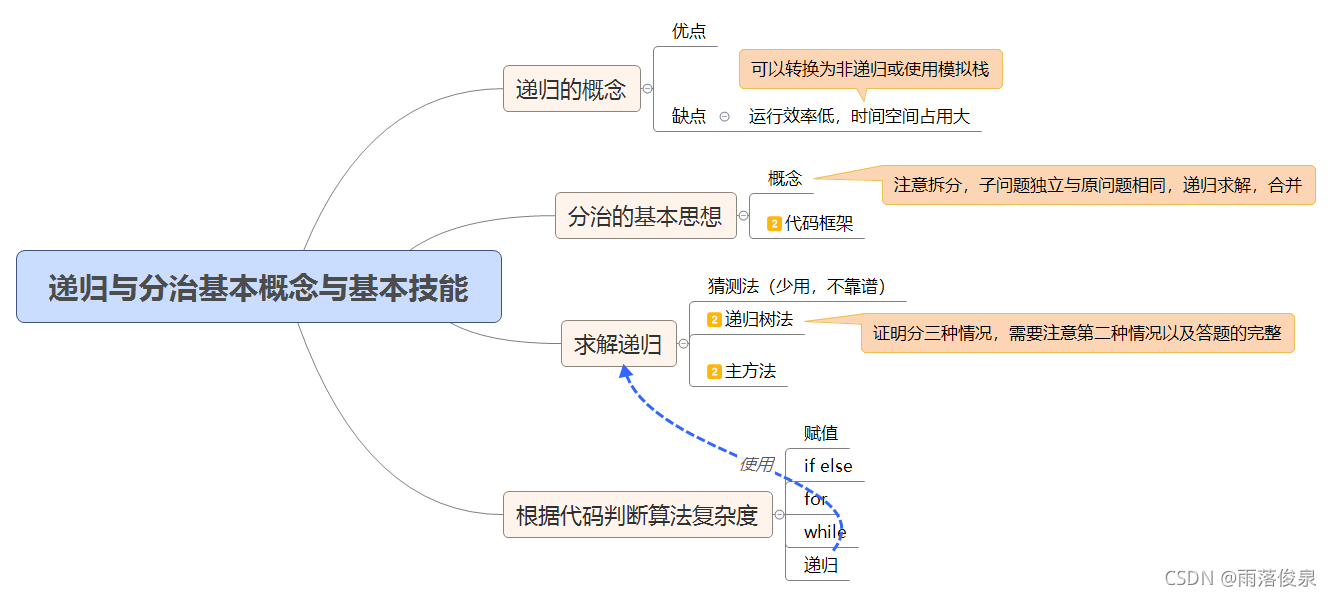 递归与分治基本概念与基本技能
递归的概念
优点
缺点
运行效率低，时间空间占用大
可以转换为非递归或使用模拟栈
分治的基本思想
概念
注意拆分，子问题独立与原问题相同，递归求解，合并
2 代码框架
求解递归
猜测法（少用，不靠谱）
2 递归树法
证明分三种情况，需要注意第二种情况以及答题的完整
2 主方法
根据代码判断算法复杂度
赋值
if else
for
while
递归
使用
CSDN @雨落俊泉